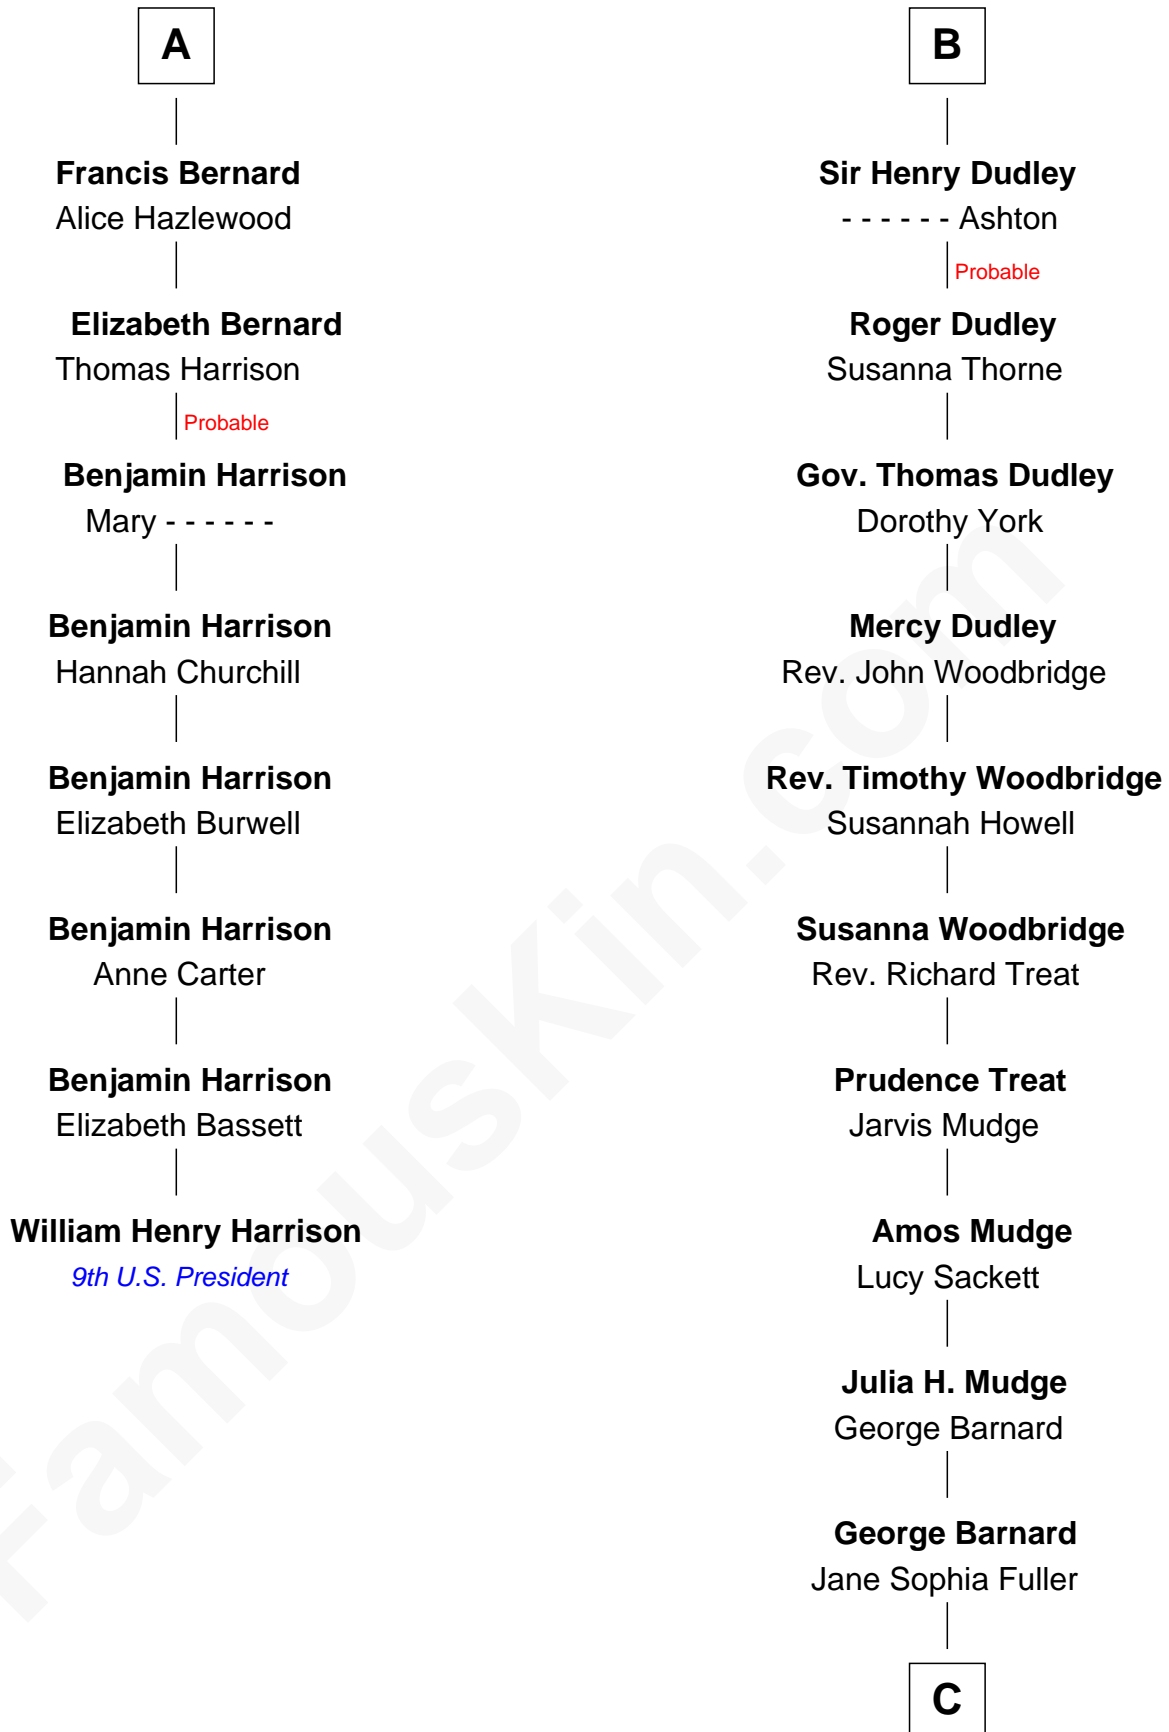 A
Francis Bernard
Alice Hazlewood
Elizabeth Bernard
Thomas Harrison
Probable
Benjamin Harrison
Mary - - - - - -
Benjamin Harrison
Hannah Churchill
Benjamin Harrison
Elizabeth Burwell
Benjamin Harrison
Anne Carter
Benjamin Harrison
Elizabeth Bassett
William Henry Harrison
9th U.S. President
B
Sir Henry Dudley
- - - - - - Ashton
Probable
Roger Dudley
Susanna Thorne
Gov. Thomas Dudley
Dorothy York
Mercy Dudley
Rev. John Woodbridge
Rev. Timothy Woodbridge
Susannah Howell
Susanna Woodbridge
Rev. Richard Treat
Prudence Treat
Jarvis Mudge
Amos Mudge
Lucy Sackett
Julia H. Mudge
George Barnard
George Barnard
Jane Sophia Fuller
C
FamousKin.com